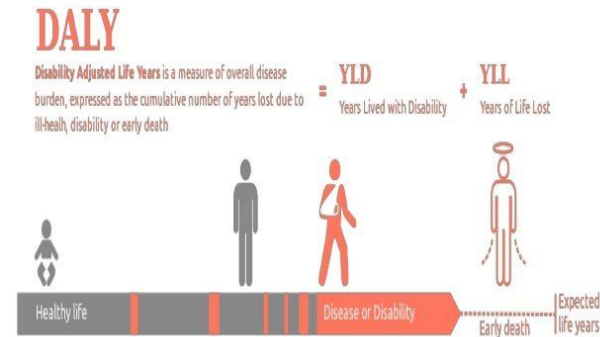 DALY
Disability Adjusted Life Years is a measure of overall disease
burden, expressed as the cumulative number of years lost due to
ill-health, disability or early death
=
YLD
Years Lived with Disability
+
YLL
Years of Life Lost
Healthy life
Disease or Disability
Early death
Expected
life years